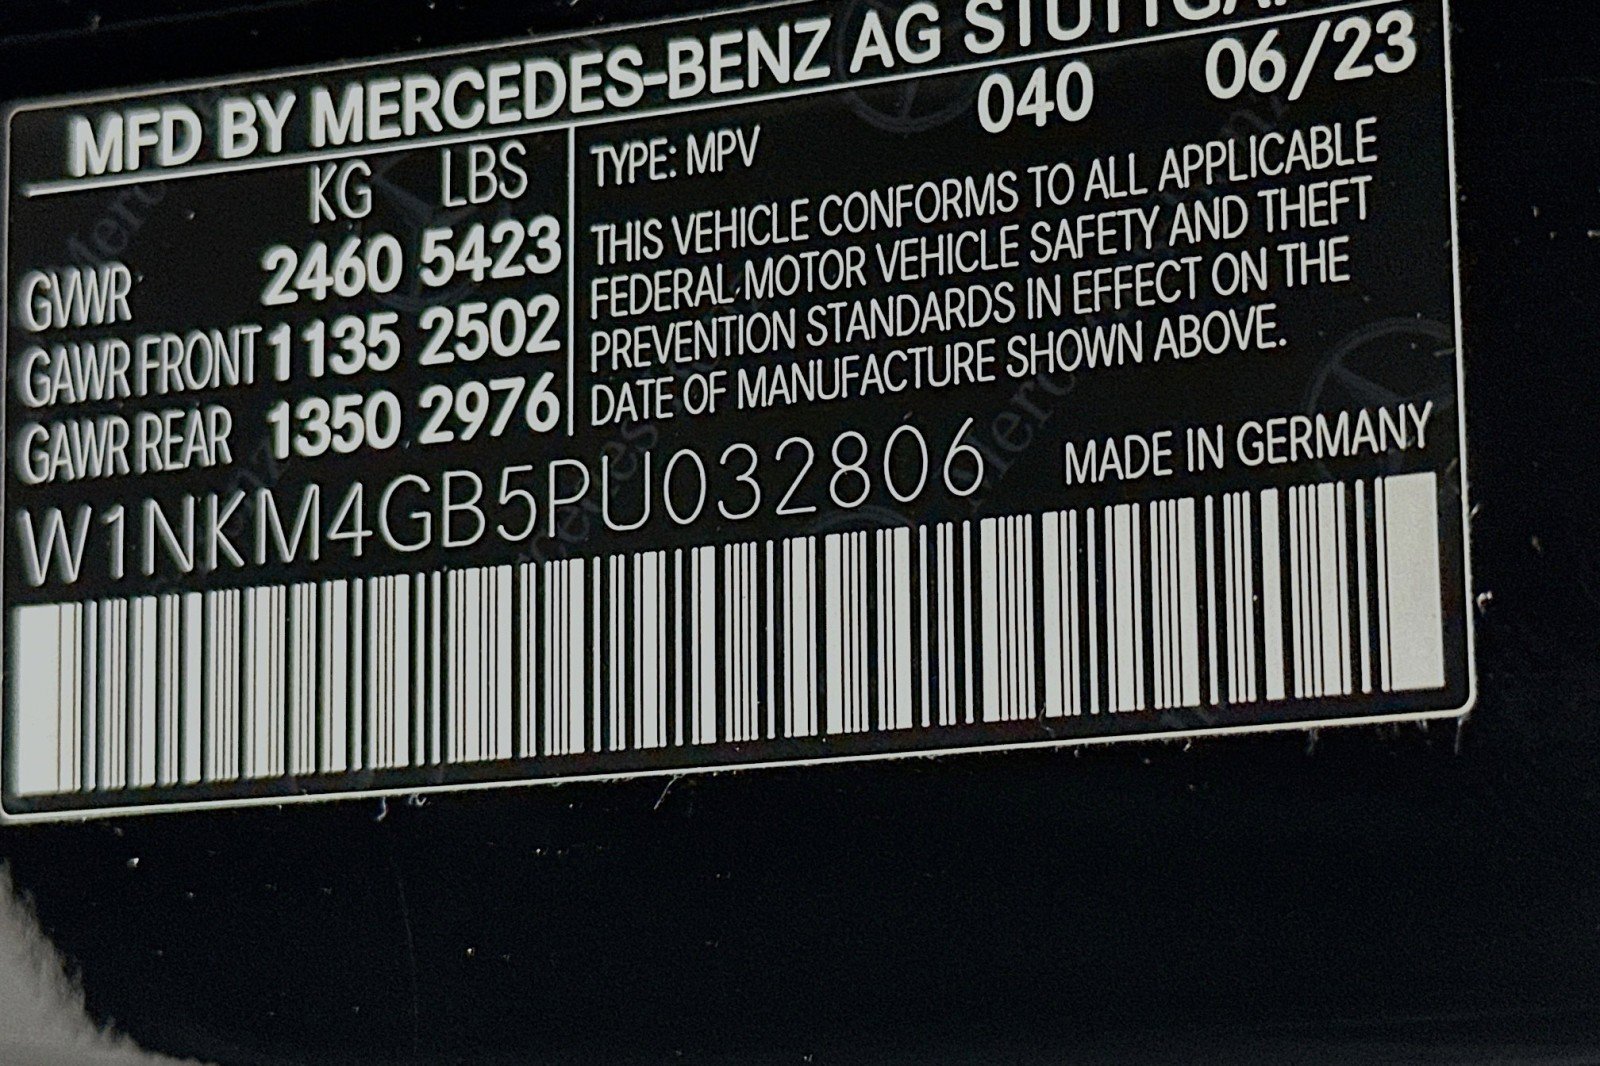 MFD BY MERCEDES-BENZ AG STUTTGA
KG LBS
GVWR 2460 5423
GAWR FRONT 1135 2502
GAWR REAR 1350 2976
TYPE: MPV 040 06/23
THIS VEHICLE CONFORMS TO ALL APPLICABLE
FEDERAL MOTOR VEHICLE SAFETY AND THEFT
PREVENTION STANDARDS IN EFFECT ON THE
DATE OF MANUFACTURE SHOWN ABOVE.
W1NKM4GB5PU032806 MADE IN GERMANY